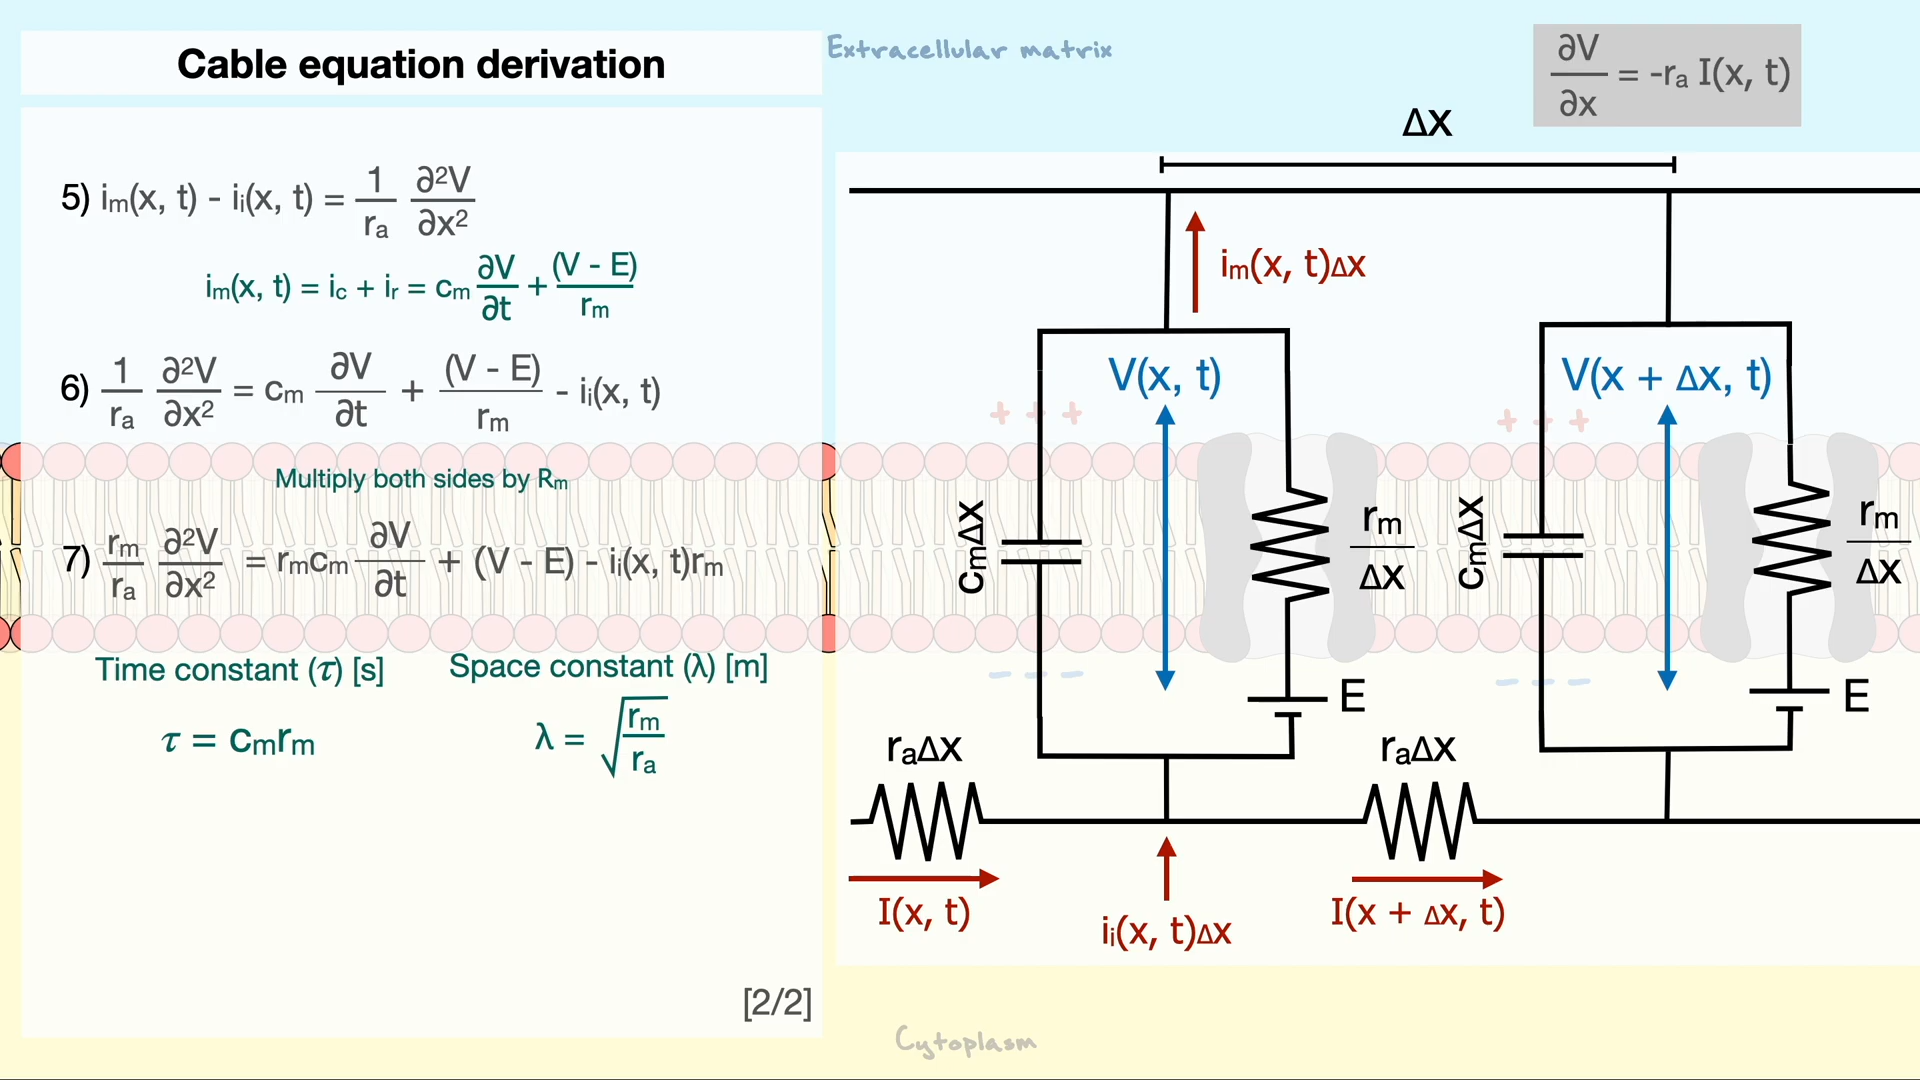 Cable equation derivation
5) iₘ(x, t) - iᵢ(x, t) = 1/rₐ ∂²V/∂x²
iₘ(x, t) = i_c + iᵣ = cₘ ∂V/∂t + (V - E)/rₘ
6) 1/rₐ ∂²V/∂x² = cₘ ∂V/∂t + (V - E)/rₘ - iᵢ(x, t)
Multiply both sides by Rₘ
7) rₘ/rₐ ∂²V/∂x² = rₘcₘ ∂V/∂t + (V - E) - iᵢ(x, t)rₘ
Time constant (τ) [s]
Space constant (λ) [m]
τ = cₘrₘ
λ = √(rₘ/rₐ)
[2/2]
Extracellular matrix
∂V/∂x = -rₐ I(x, t)
Δx
iₘ(x, t)Δx
V(x, t)
V(x + Δx, t)
+ + +
+ + +
cₘΔx
rₘ/Δx
cₘΔx
rₘ/Δx
- - -
- - -
E
E
rₐΔx
rₐΔx
I(x, t)
iᵢ(x, t)Δx
I(x + Δx, t)
Cytoplasm